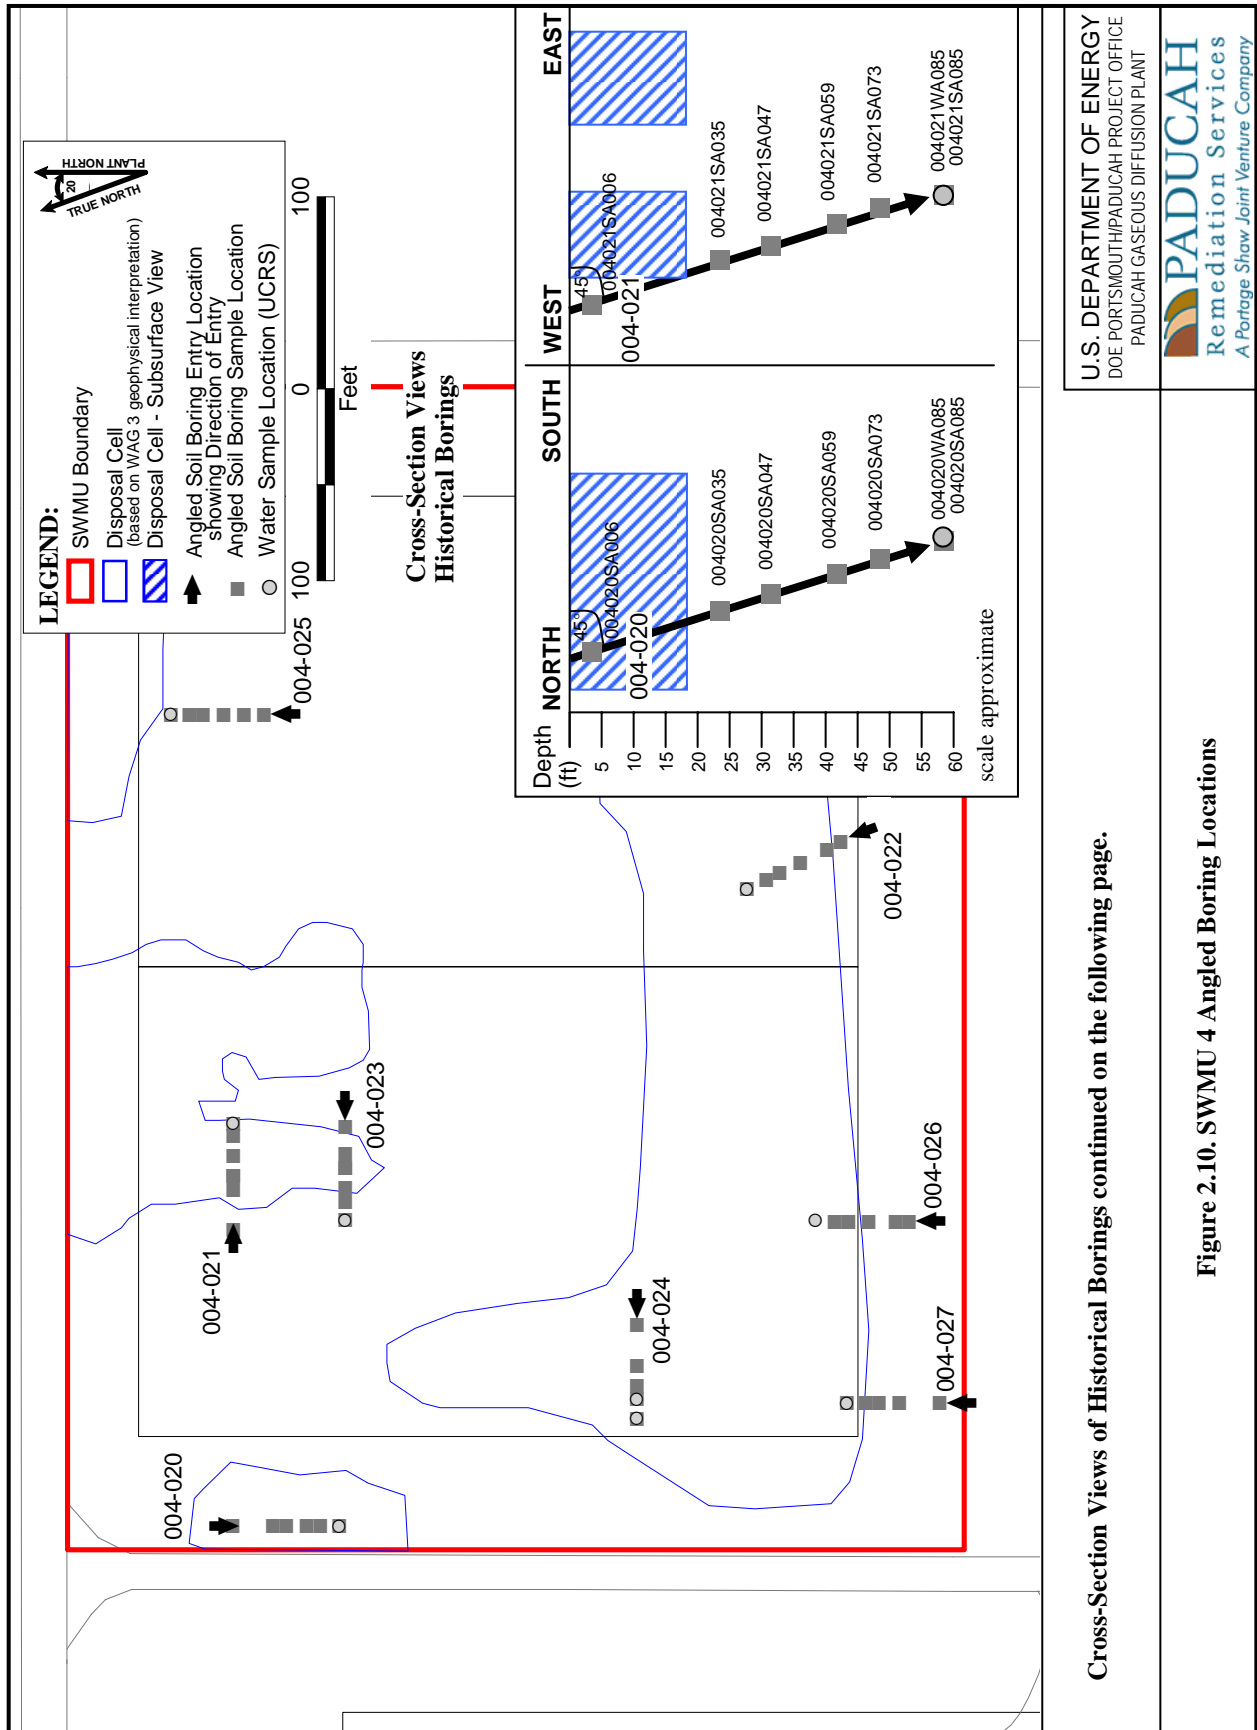 LEGEND:
SWMU Boundary
Disposal Cell
(based on WAG 3 geophysical interpretation)
Disposal Cell - Subsurface View
Angled Soil Boring Entry Location
showing Direction of Entry
Angled Soil Boring Sample Location
Water Sample Location (UCRS)
TRUE NORTH
20
PLANT NORTH
100
0
100
Feet
004-020
004-021
004-023
004-024
004-025
004-022
004-026
004-027
Cross-Section Views
Historical Borings
Depth
(ft)
5
10
15
20
25
30
35
40
45
50
55
60
NORTH
SOUTH
45°
004020SA006
004-020
004020SA035
004020SA047
004020SA059
004020SA073
004020WA085
004020SA085
WEST
EAST
45°
004021SA006
004-021
004021SA035
004021SA047
004021SA059
004021SA073
004021WA085
004021SA085
scale approximate
Cross-Section Views of Historical Borings continued on the following page.
U.S. DEPARTMENT OF ENERGY
DOE PORTSMOUTH/PADUCAH PROJECT OFFICE
PADUCAH GASEOUS DIFFUSION PLANT
Figure 2.10. SWMU 4 Angled Boring Locations
PADUCAH
Remediation Services
A Portage Shaw Joint Venture Company